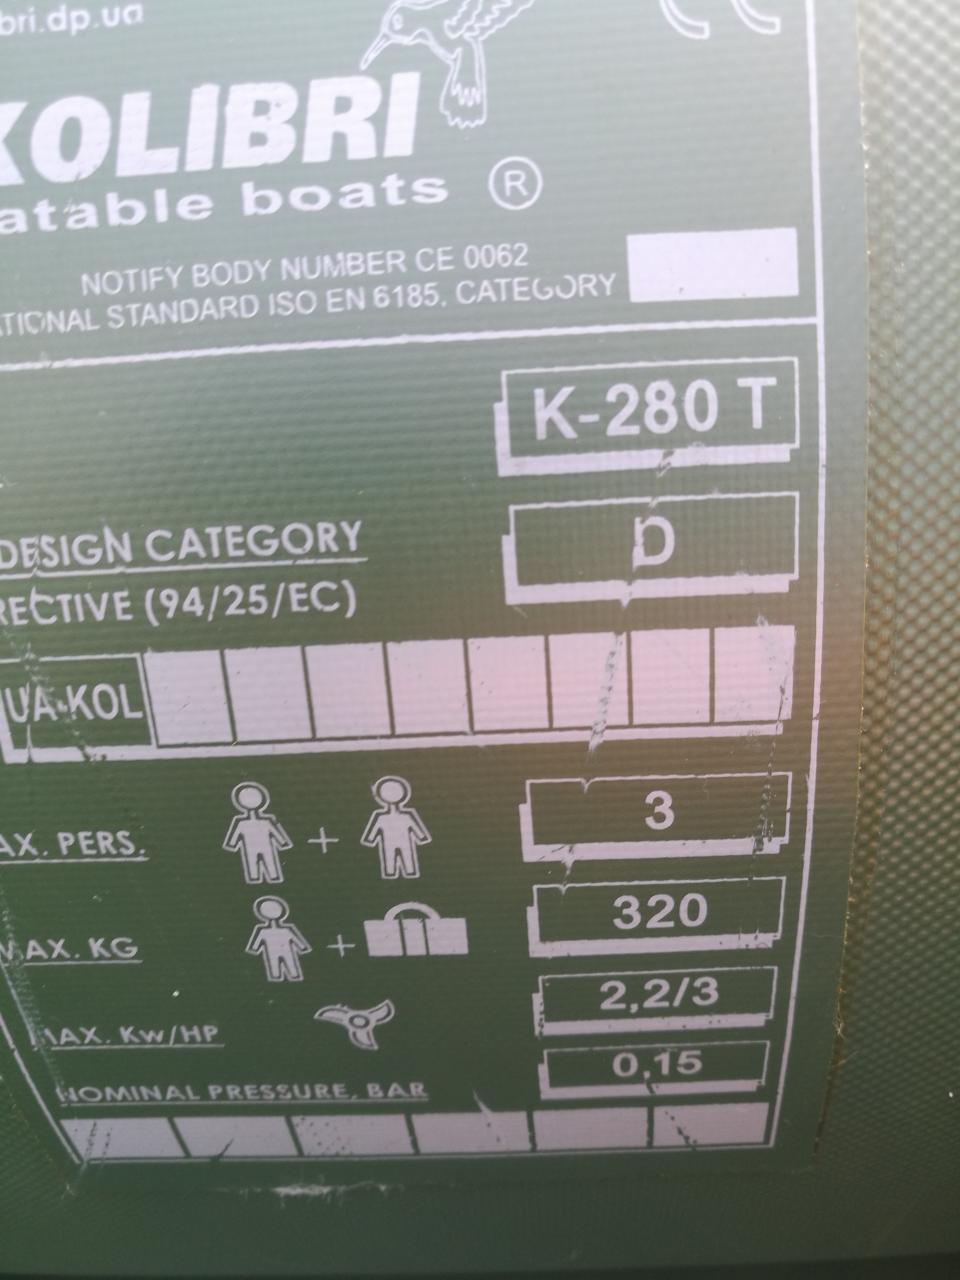 bri.dp.ua
KOLIBRI
atable boats ®
NOTIFY BODY NUMBER CE 0062
ATIONAL STANDARD ISO EN 6185. CATEGORY
K-280 T
DESIGN CATEGORY D
RECTIVE (94/25/EC)
UA-KOL
AX. PERS. + 3
MAX. KG + 320
MAX. Kw/HP 2,2/3
NOMINAL PRESSURE, BAR 0,15